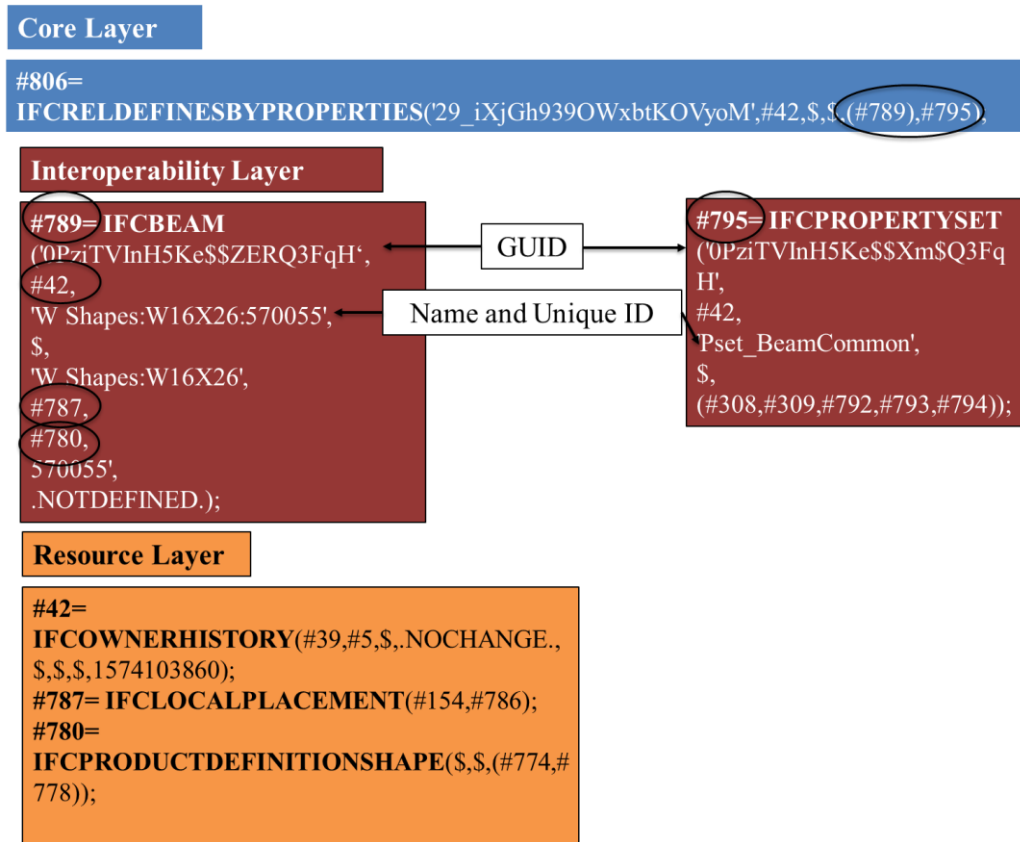 Core Layer
#806=
IFCRELDEFINESBYPROPERTIES('29_iXjGh939OWxbtKOVyoM',#42,$,$,(#789),#795);
Interoperability Layer
#789= IFCBEAM
('0PziTVInH5Ke$$ZERQ3FqH‘,
#42,
'W Shapes:W16X26:570055',
$,
'W Shapes:W16X26',
#787,
#780,
570055',
.NOTDEFINED.);
GUID
Name and Unique ID
#795= IFCPROPERTYSET
('0PziTVInH5Ke$$Xm$Q3Fq
H',
#42,
'Pset_BeamCommon',
$,
(#308,#309,#792,#793,#794));
Resource Layer
#42=
IFCOWNERHISTORY(#39,#5,$,.NOCHANGE.,
$,$,$,1574103860);
#787= IFCLOCALPLACEMENT(#154,#786);
#780=
IFCPRODUCTDEFINITIONSHAPE($,$,(#774,#
778));